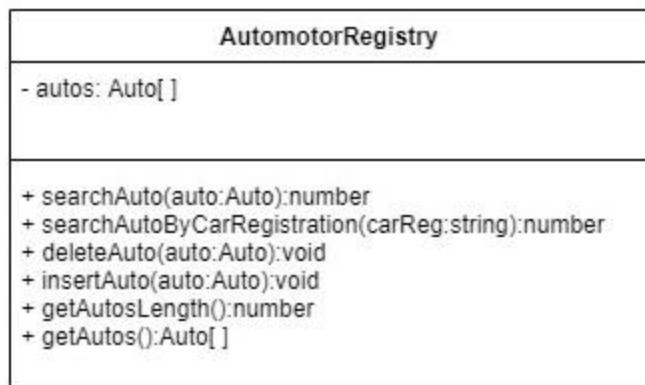 AutomotorRegistry
- autos: Auto[ ]
+ searchAuto(auto:Auto):number
+ searchAutoByCarRegistration(carReg:string):number
+ deleteAuto(auto:Auto):void
+ insertAuto(auto:Auto):void
+ getAutosLength():number
+ getAutos():Auto[ ]